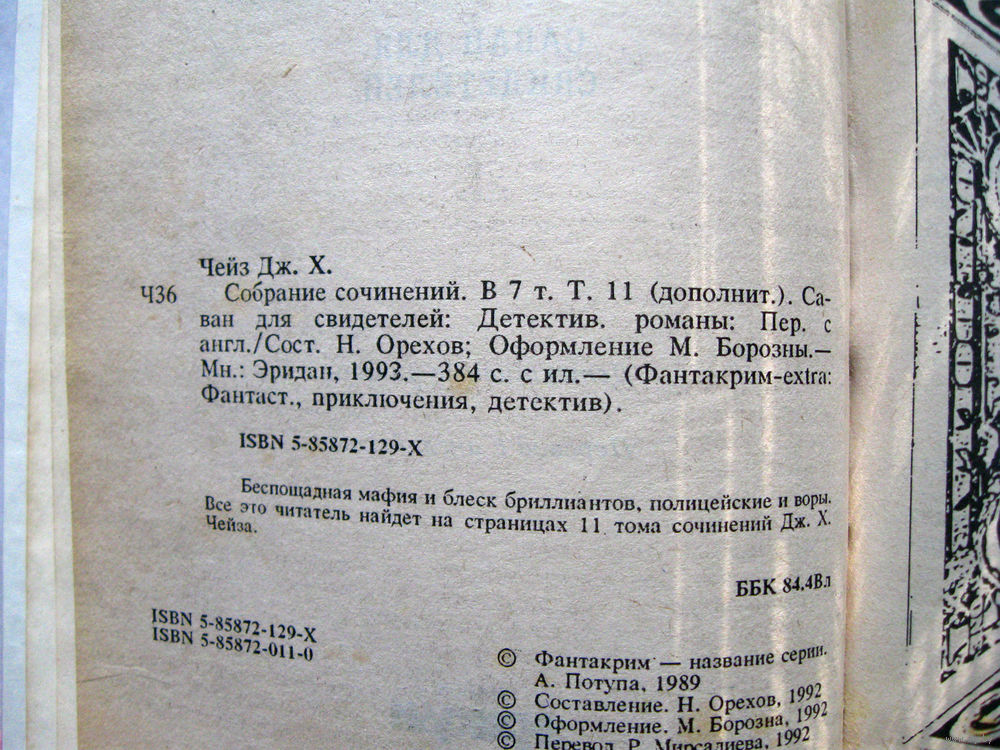 Чейз Дж. Х.
Ч36
Собрание сочинений. В 7 т. Т. 11 (дополнит.). Са-
ван для свидетелей: Детектив. романы: Пер. с
англ./Сост. Н. Орехов; Оформление М. Борозны.—
Мн.: Эридан, 1993.—384 с. с ил.— (Фантакрим-extra:
Фантаст., приключения, детектив).
ISBN 5-85872-129-X
Беспощадная мафия и блеск бриллиантов, полицейские и воры.
Все это читатель найдет на страницах 11 тома сочинений Дж. Х.
Чейза.
ББК 84.4Вл
ISBN 5-85872-129-X
ISBN 5-85872-011-0
© Фантакрим — название серии.
А. Потупа, 1989
© Составление. Н. Орехов, 1992
© Оформление. М. Борозна, 1992
© Перевод. Р. Мирсалиева, 1992